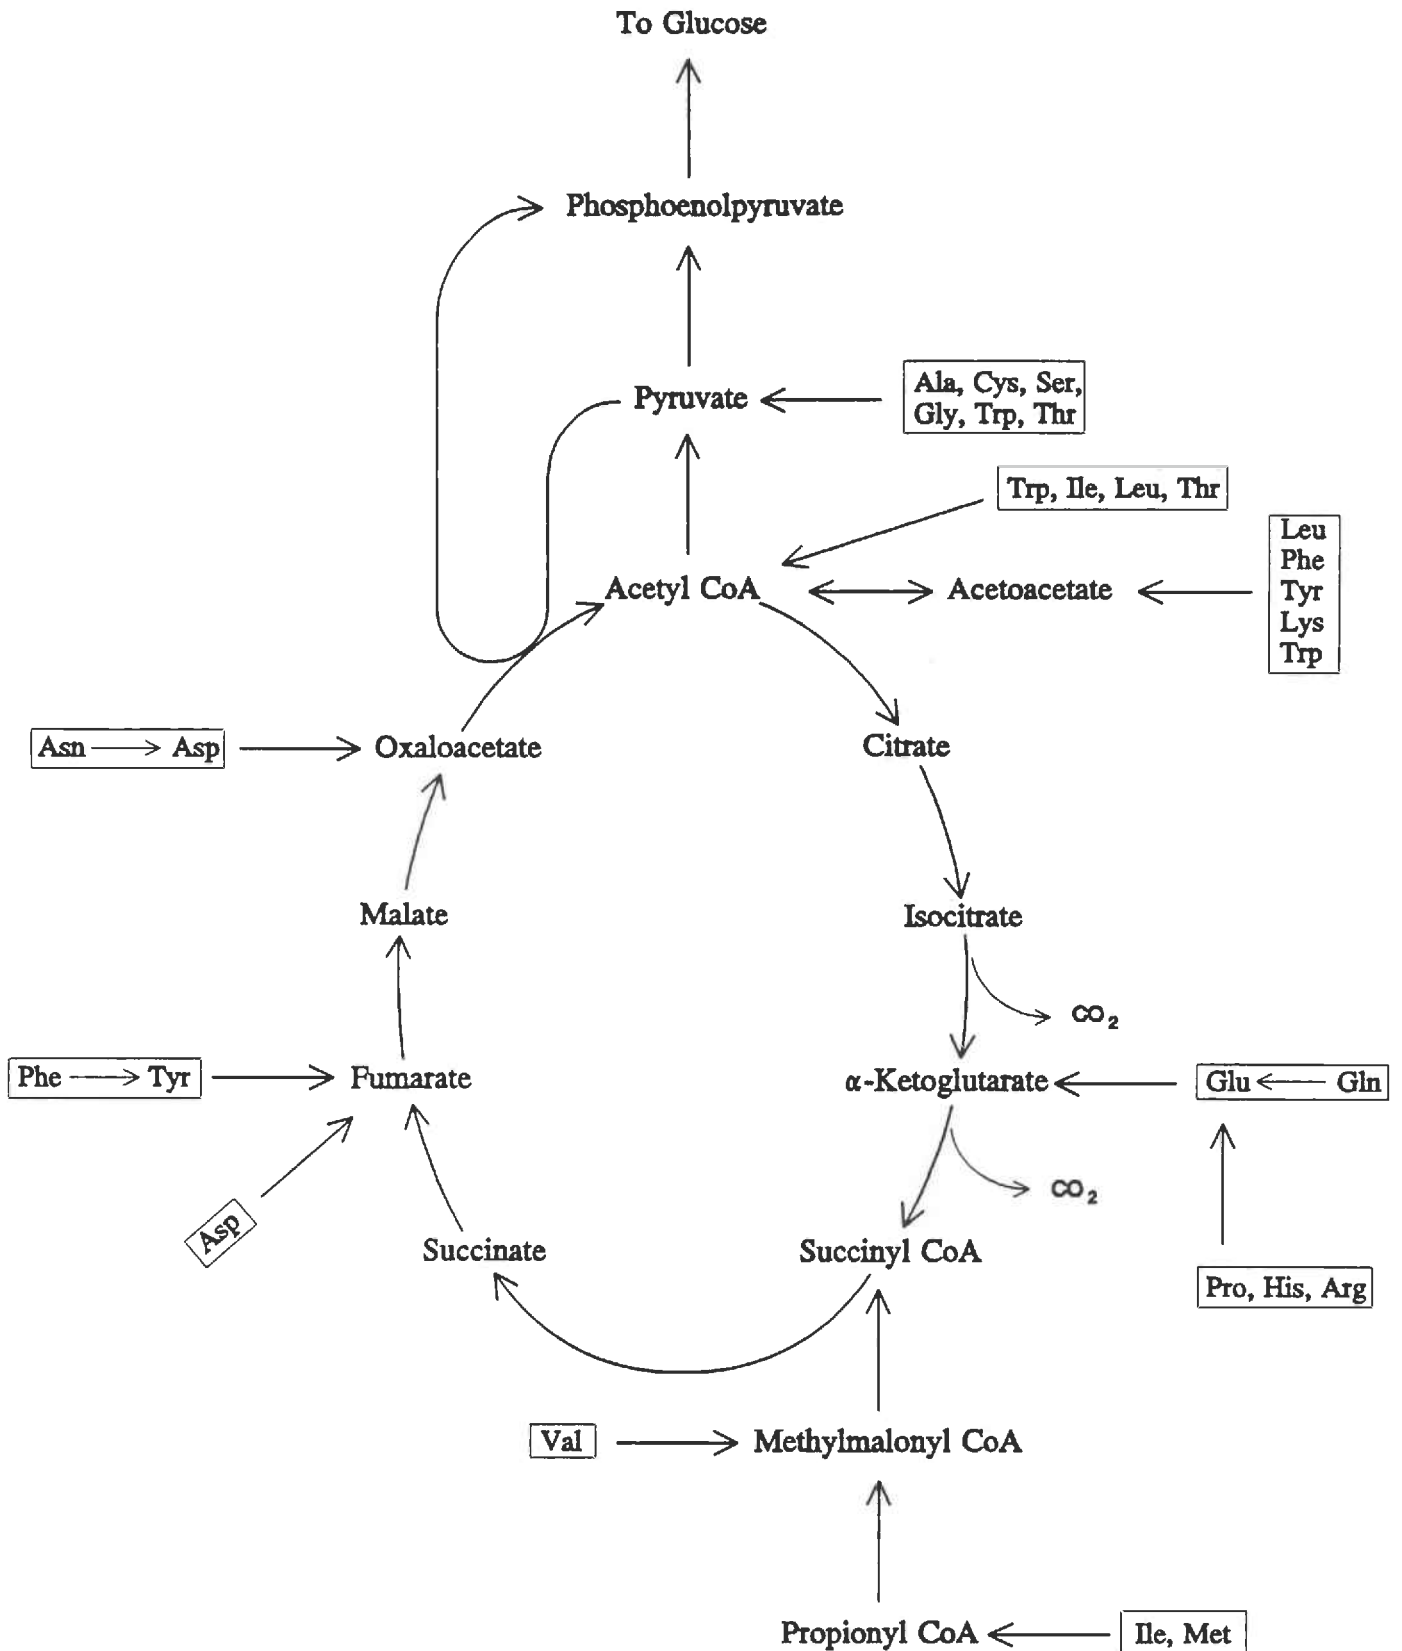 To Glucose
Phosphoenolpyruvate
Pyruvate
Ala, Cys, Ser,
Gly, Trp, Thr
Trp, Ile, Leu, Thr
Leu
Phe
Tyr
Lys
Trp
Acetyl CoA
Acetoacetate
Asn
Asp
Oxaloacetate
Citrate
Malate
Isocitrate
CO2
Phe
Tyr
Fumarate
α-Ketoglutarate
Glu
Gln
Asp
CO2
Succinate
Succinyl CoA
Pro, His, Arg
Val
Methylmalonyl CoA
Propionyl CoA
Ile, Met